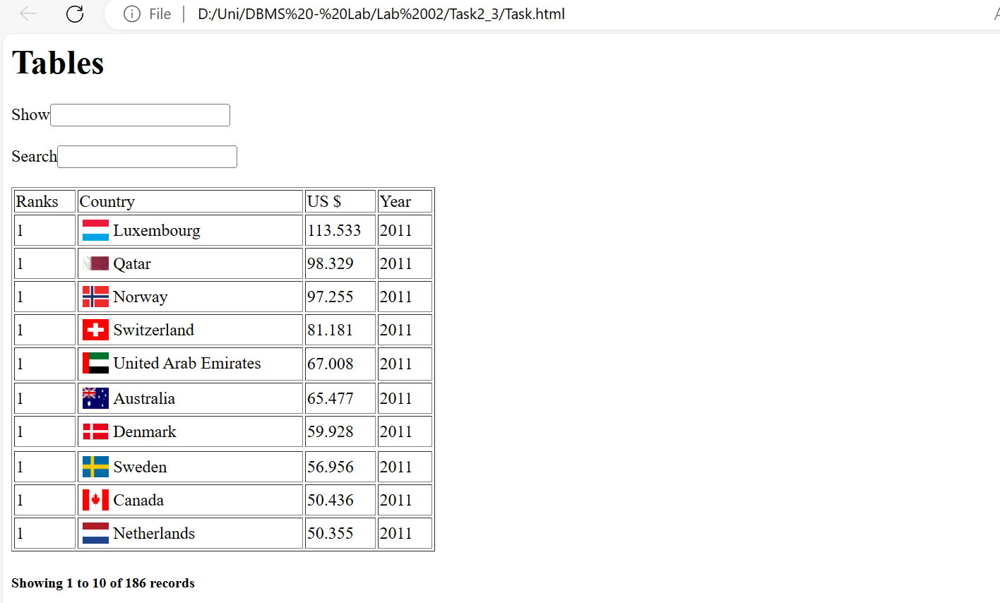 File D:/Uni/DBMS%20-%20Lab/Lab%2002/Task2_3/Task.html
Tables
Show
Search
Ranks Country US $ Year
1 Luxembourg 113.533 2011
1 Qatar 98.329 2011
1 Norway 97.255 2011
1 Switzerland 81.181 2011
1 United Arab Emirates 67.008 2011
1 Australia 65.477 2011
1 Denmark 59.928 2011
1 Sweden 56.956 2011
1 Canada 50.436 2011
1 Netherlands 50.355 2011
Showing 1 to 10 of 186 records